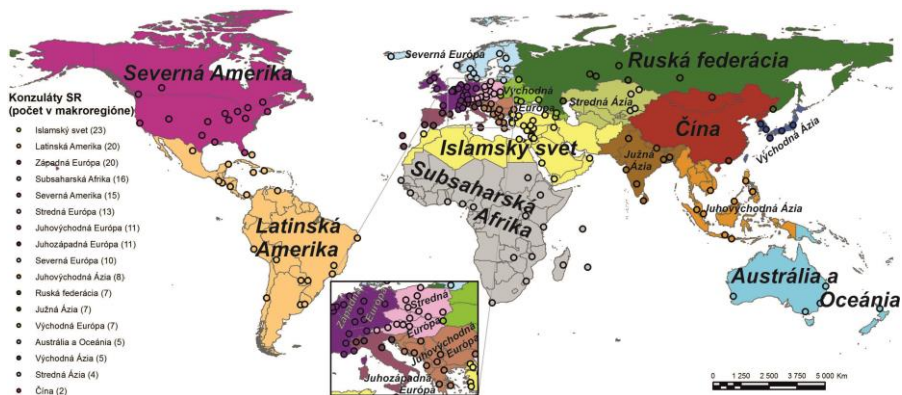 Severná Európa
Severná Amerika
Ruská federácia
Konzuláty SR
(počet v makroregióne)
Islamský svet (23)
Latinská Amerika (20)
Západná Európa (20)
Subsaharská Afrika (16)
Severná Amerika (15)
Stredná Európa (13)
Juhovýchodná Európa (11)
Juhozápadná Európa (11)
Severná Európa (10)
Juhovýchodná Ázia (8)
Ruská federácia (7)
Južná Ázia (7)
Východná Európa (7)
Austrália a Oceánia (5)
Východná Ázia (5)
Stredná Ázia (4)
Čína (2)
Východná
Európa
Stredná Ázia
Čína
Východná Ázia
Islamský svet
Južná
Ázia
Subsaharská
Afrika
Juhovýchodná Ázia
Latinská
Amerika
Austrália a
Oceánia
Západná
Európa
Stredná
Európa
Juhovýchodná
Európa
Juhozápadná
Európa
0 1 250 2 500 5 000 Km